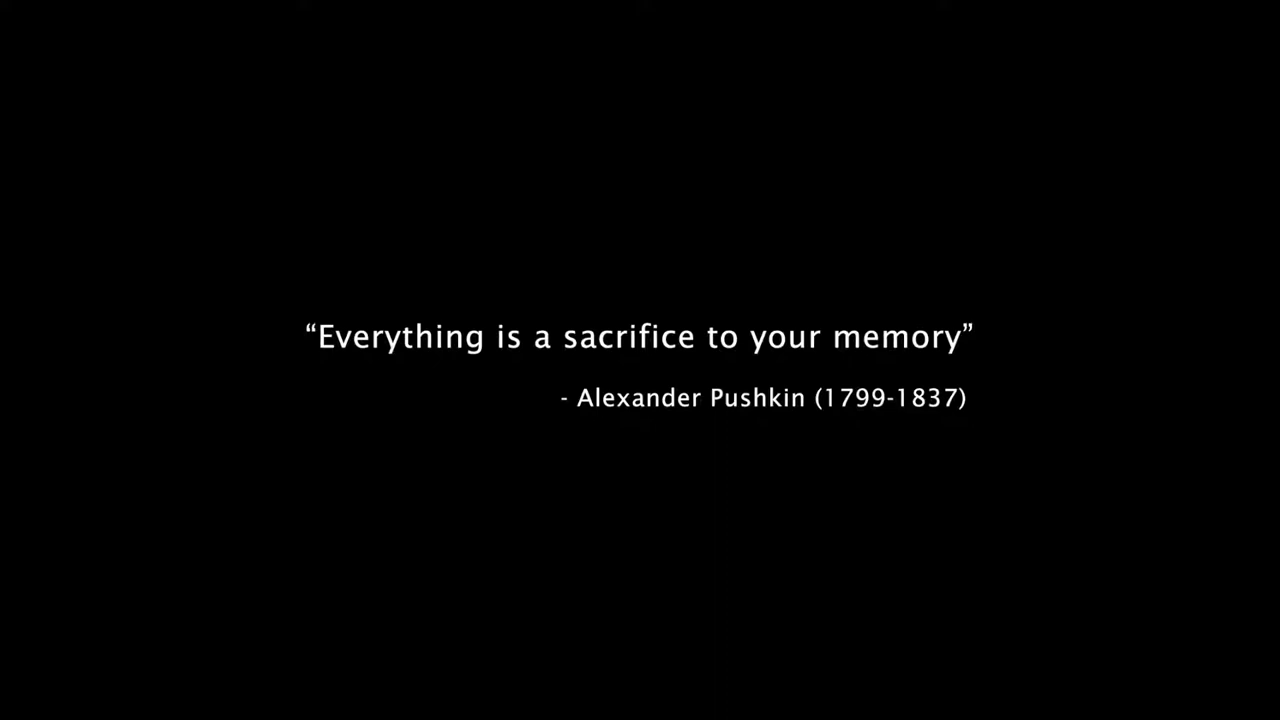 “Everything is a sacrifice to your memory”
- Alexander Pushkin (1799-1837)